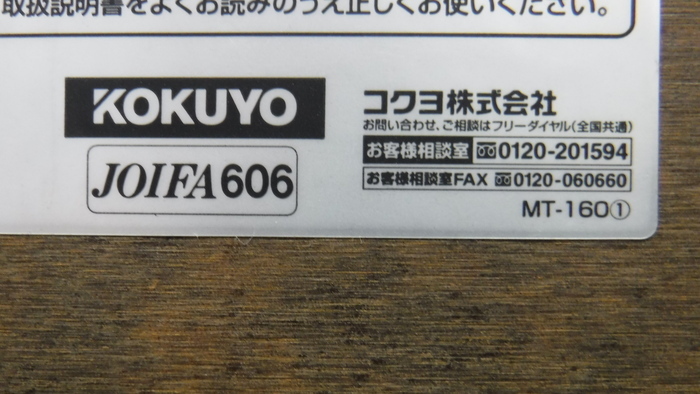 取扱説明書をよくお読みのうえ正しくお使いください。
KOKUYO
JOIFA606
コクヨ株式会社
お問い合わせ、ご相談はフリーダイヤル(全国共通)
お客様相談室 0120-201594
お客様相談室FAX 0120-060660
MT-160①